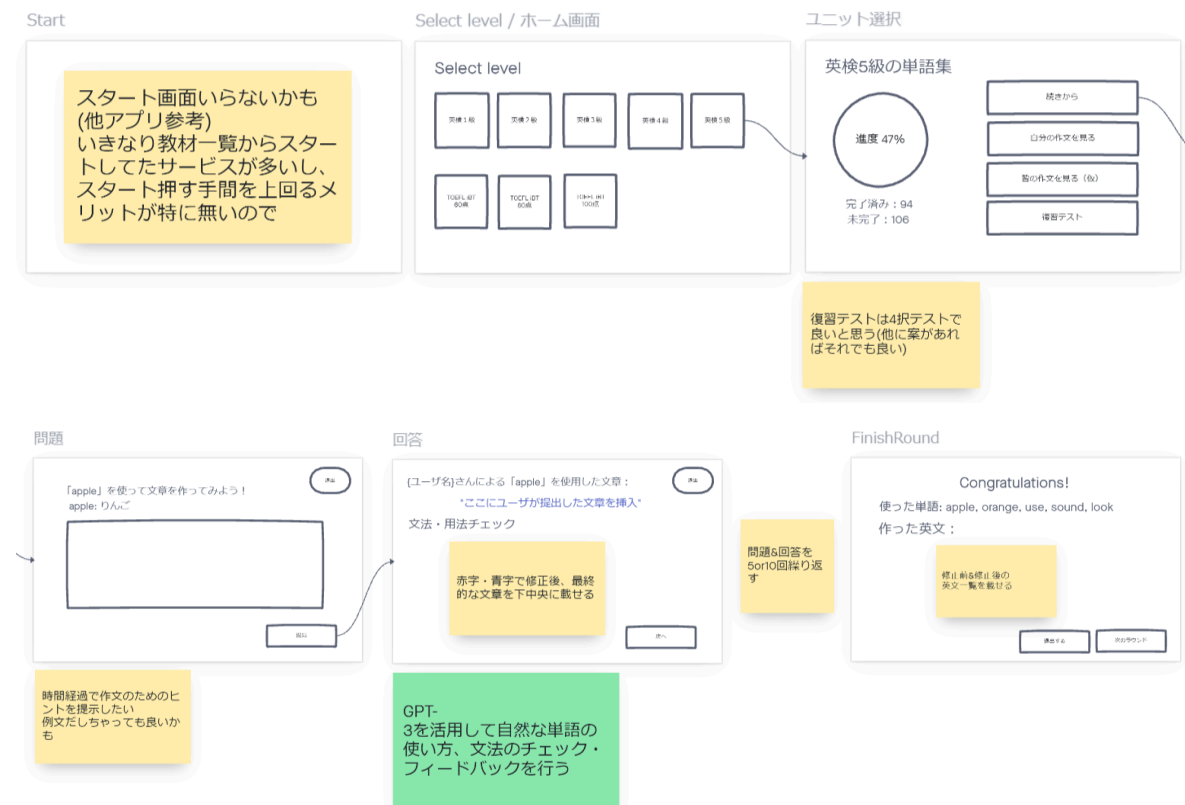 Start
スタート画面いらないかも
(他アプリ参考)
いきなり教材一覧からスター
トしてたサービスが多いし、
スタート押す手間を上回るメ
リットが特に無いので
Select level / ホーム画面
Select level
英検1級
英検2級
英検3級
英検4級
英検5級
TOEFL iBT
60点
TOEFL iBT
80点
TOEFL iBT
100点
ユニット選択
英検5級の単語集
進度 47%
完了済み：94
未完了：106
続きから
自分の作文を見る
皆の作文を見る（仮）
復習テスト
復習テストは4択テストで
良いと思う(他に案があれ
ばそれでも良い)
問題
退出
「apple」を使って文章を作ってみよう！
apple: りんご
提出
時間経過で作文のためのヒ
ントを提示したい
例文だしちゃっても良いか
も
回答
{ユーザ名}さんによる「apple」を使用した文章：
退出
"ここにユーザが提出した文章を挿入"
文法・用法チェック
赤字・青字で修正後、最終
的な文章を下中央に載せる
次へ
GPT-
3を活用して自然な単語の
使い方、文法のチェック・
フィードバックを行う
問題&回答を
5or10回繰り返
す
FinishRound
Congratulations!
使った単語: apple, orange, use, sound, look
作った英文：
修正前&修正後の
英文一覧を載せる
退出する
次のラウンド